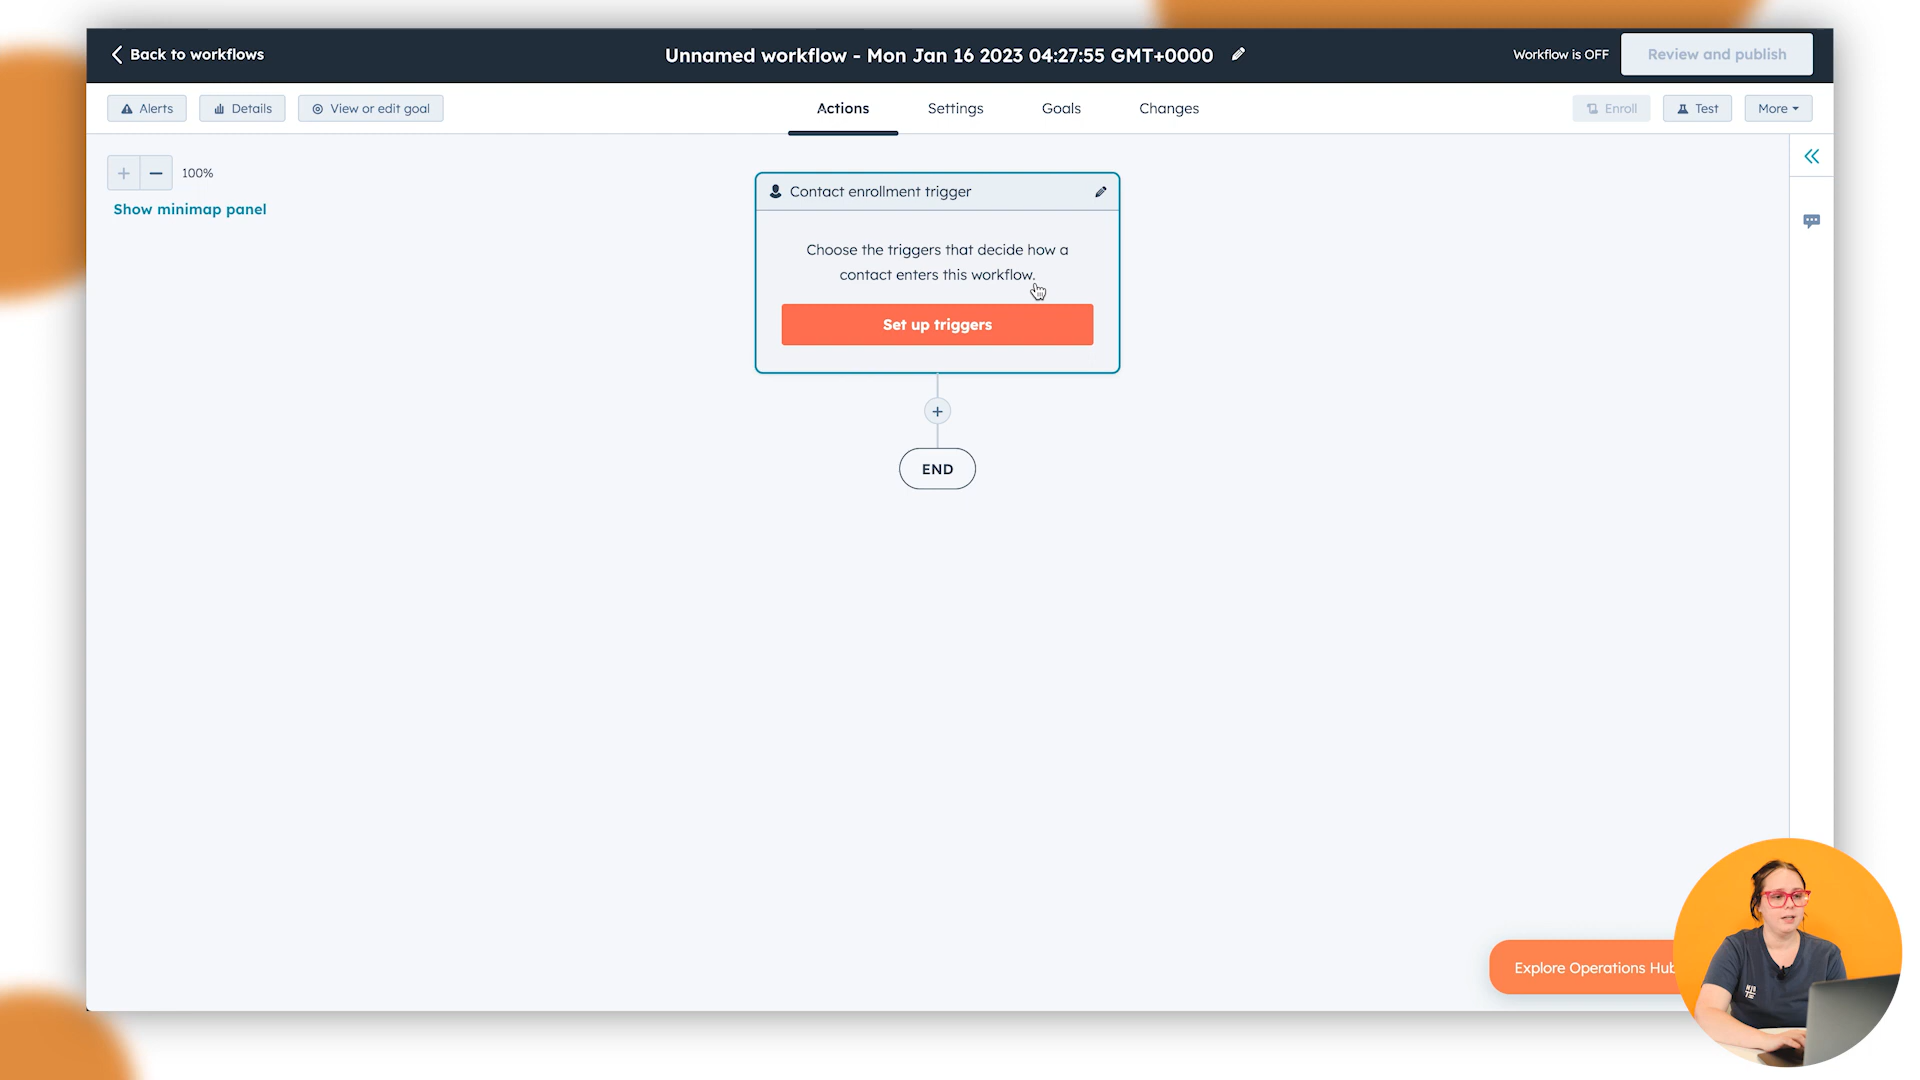 Back to workflows
Unnamed workflow - Mon Jan 16 2023 04:27:55 GMT+0000
Workflow is OFF
Review and publish
Alerts
Details
View or edit goal
Actions
Settings
Goals
Changes
Enroll
Test
More
+ − 100%
Show minimap panel
Contact enrollment trigger
Choose the triggers that decide how a
contact enters this workflow.
Set up triggers
+
END
Explore Operations Hub